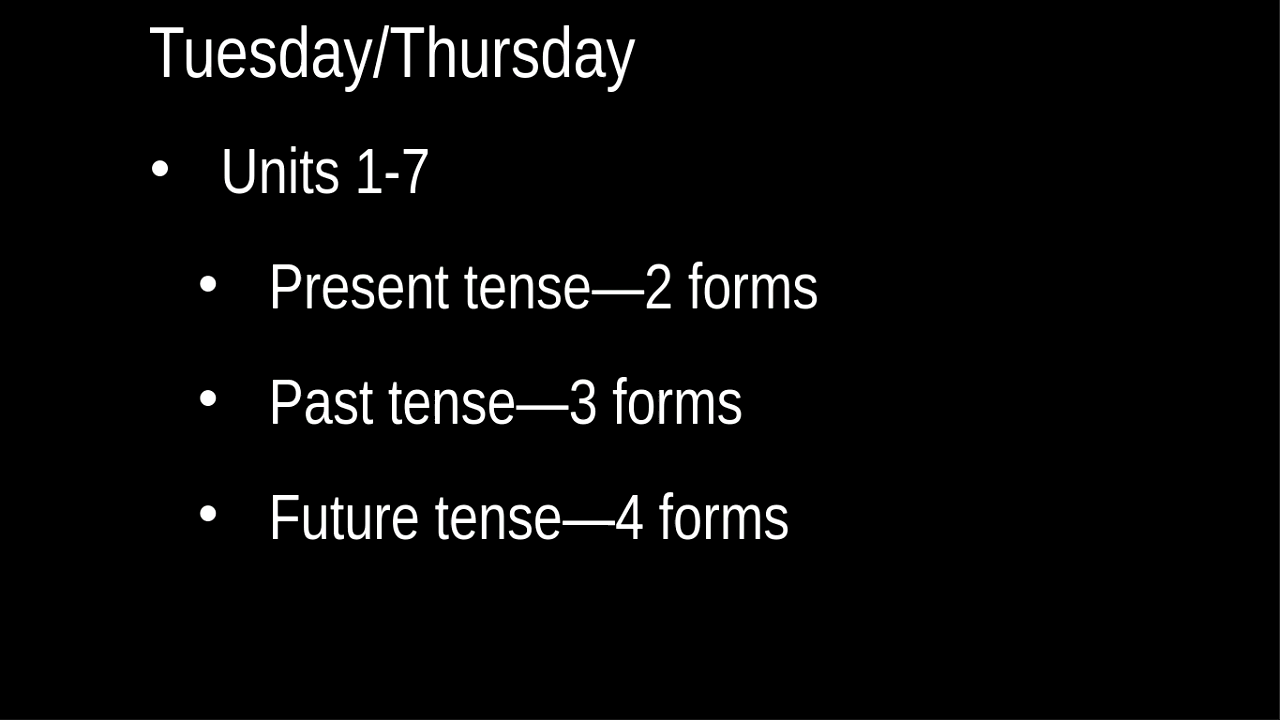 Tuesday/Thursday
• Units 1-7
• Present tense—2 forms
• Past tense—3 forms
• Future tense—4 forms